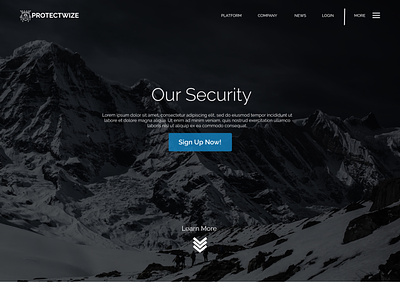 PROTECTWIZE
PLATFORM
COMPANY
NEWS
LOGIN
MORE
Our Security
Lorem ipsum dolor sit amet, consectetur adipiscing elit, sed do eiusmod tempor incididunt ut
labore et dolore magna aliqua. Ut enim ad minim veniam, quis nostrud exercitation ullamco
laboris nisi ut aliquip ex ea commodo consequat.
Sign Up Now!
Learn More